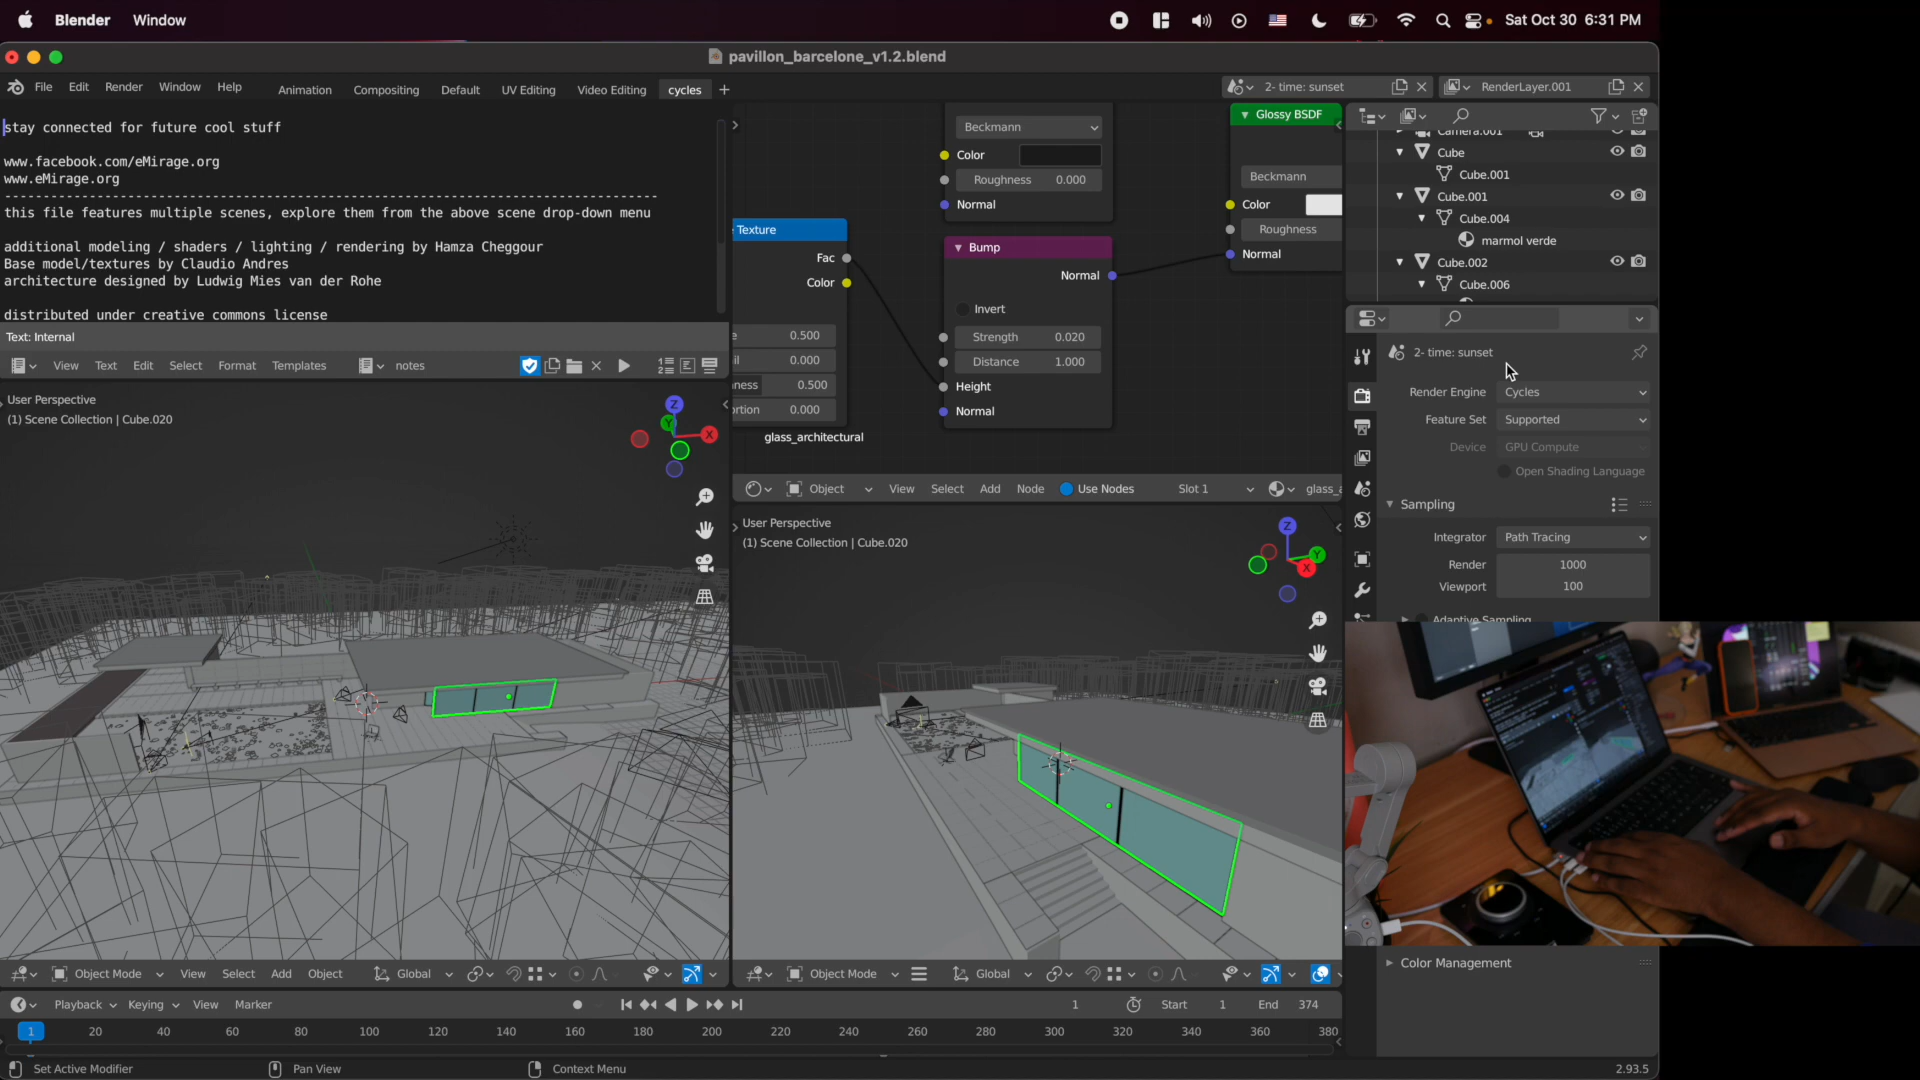 Blender Window
Sat Oct 30 6:31 PM
pavillon_barcelone_v1.2.blend
File Edit Render Window Help
Animation Compositing Default UV Editing Video Editing cycles +
2- time: sunset
RenderLayer.001
stay connected for future cool stuff
www.facebook.com/eMirage.org
www.eMirage.org
------------------------------------------------------------------------------
this file features multiple scenes, explore them from the above scene drop-down menu
additional modeling / shaders / lighting / rendering by Hamza Cheggour
Base model/textures by Claudio Andres
architecture designed by Ludwig Mies van der Rohe
distributed under creative commons license
Text: Internal
View Text Edit Select Format Templates
notes
Beckmann
Color
Roughness 0.000
Normal
Texture
Fac
Color
0.500
0.000
0.500
0.000
glass_architectural
Bump
Normal
Invert
Strength 0.020
Distance 1.000
Height
Normal
Glossy BSDF
Beckmann
Color
Roughness
Normal
Object View Select Add Node Use Nodes Slot 1 glass_
Camera.001
Cube
Cube.001
Cube.001
Cube.004
marmol verde
Cube.002
Cube.006
2- time: sunset
Render Engine Cycles
Feature Set Supported
Device GPU Compute
Open Shading Language
Sampling
Integrator Path Tracing
Render 1000
Viewport 100
Adaptive Sampling
Color Management
User Perspective
(1) Scene Collection | Cube.020
Z
Y
X
User Perspective
(1) Scene Collection | Cube.020
Z
Y
X
Object Mode View Select Add Object Global
Object Mode Global
Playback Keying View Marker
1 Start 1 End 374
1 20 40 60 80 100 120 140 160 180 200 220 240 260 280 300 320 340 360 380
Set Active Modifier Pan View Context Menu
2.93.5